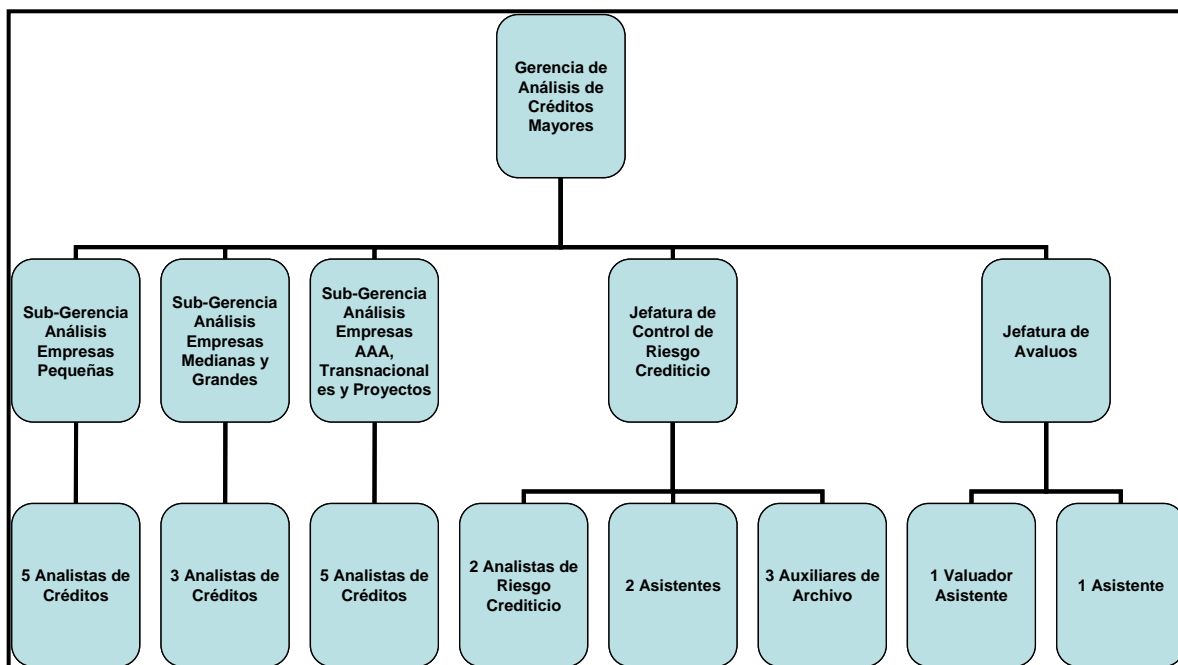 Gerencia de
Análisis de
Créditos
Mayores
Sub-Gerencia
Análisis
Empresas
Pequeñas
Sub-Gerencia
Análisis
Empresas
Medianas y
Grandes
Sub-Gerencia
Análisis
Empresas
AAA,
Transnacional
es y Proyectos
Jefatura de
Control de
Riesgo
Crediticio
Jefatura de
Avaluos
5 Analistas de
Créditos
3 Analistas de
Créditos
5 Analistas de
Créditos
2 Analistas de
Riesgo
Crediticio
2 Asistentes
3 Auxiliares de
Archivo
1 Valuador
Asistente
1 Asistente